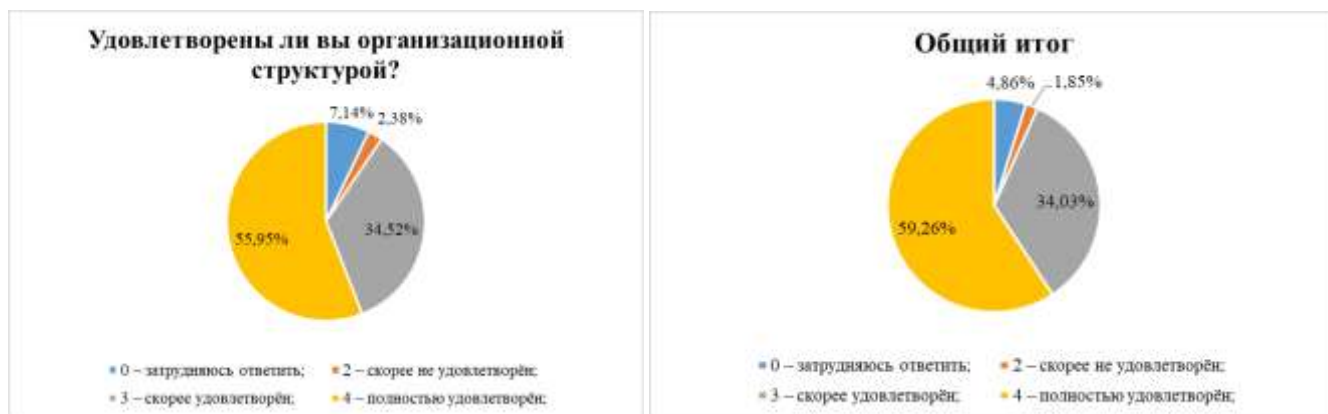 Удовлетворены ли вы организационной
структурой?
7,14%
2,38%
34,52%
55,95%
0 – затрудняюсь ответить;
2 – скорее не удовлетворён;
3 – скорее удовлетворён;
4 – полностью удовлетворён;
Общий итог
4,86%
1,85%
34,03%
59,26%
0 – затрудняюсь ответить;
2 – скорее не удовлетворён;
3 – скорее удовлетворён;
4 – полностью удовлетворён;